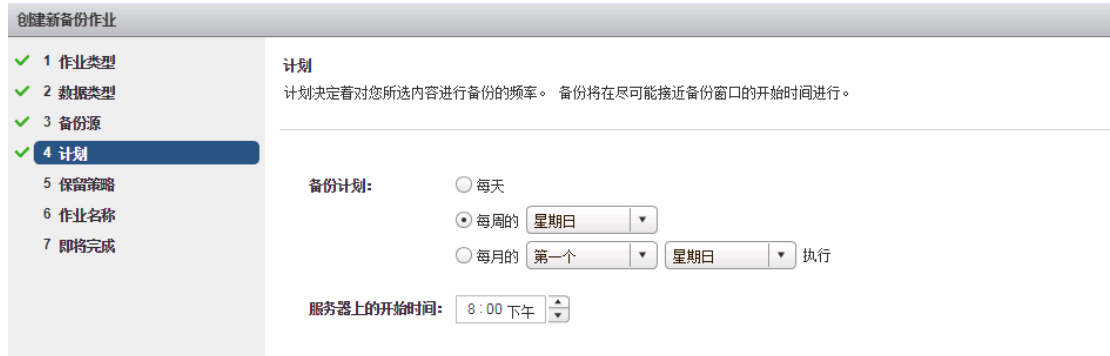 创建新备份作业
1 作业类型
2 数据类型
3 备份源
4 计划
5 保留策略
6 作业名称
7 即将完成
计划
计划决定着对您所选内容进行备份的频率。 备份将在尽可能接近备份窗口的开始时间进行。
备份计划: 每天
每周的 星期日
每月的 第一个 星期日 执行
服务器上的开始时间: 8:00 下午